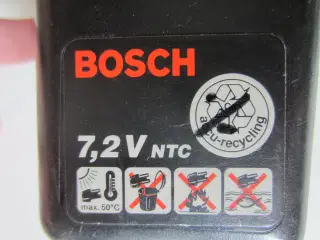 BOSCH
accu-recycling
7,2 V NTC
max. 50°C